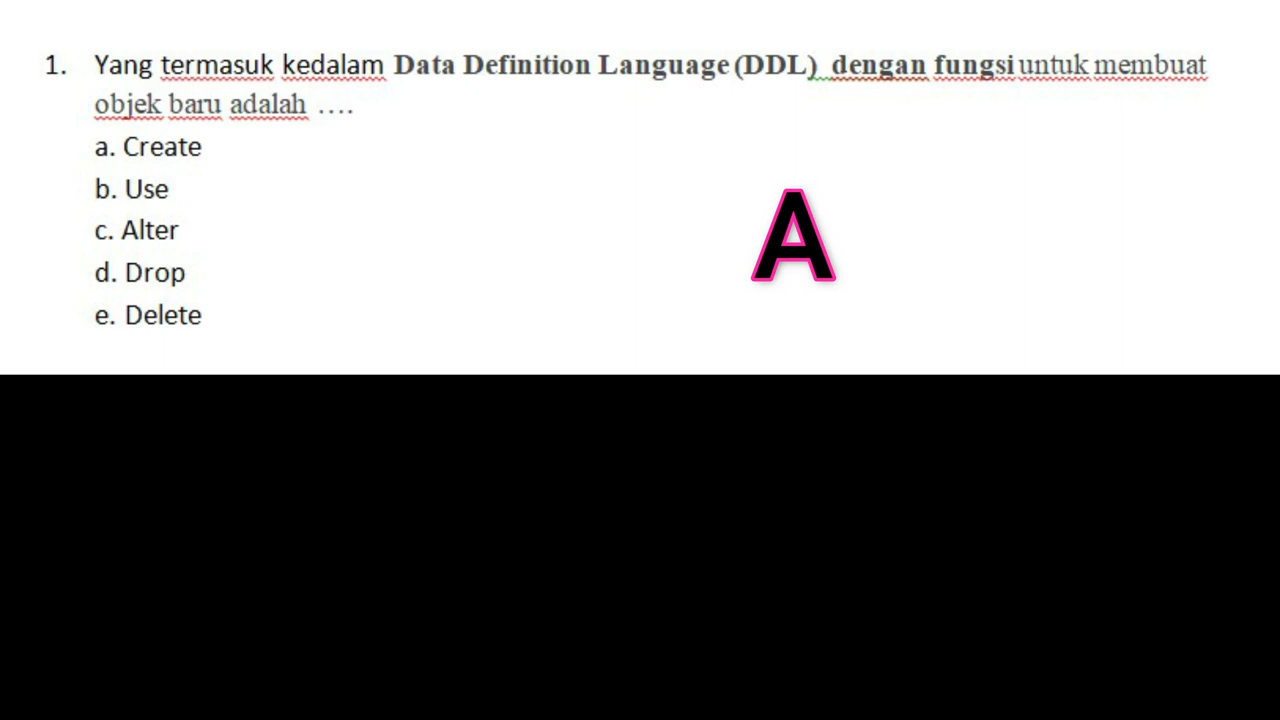 1. Yang termasuk kedalam Data Definition Language (DDL) dengan fungsi untuk membuat
objek baru adalah ....
a. Create
b. Use
c. Alter
d. Drop
e. Delete
A